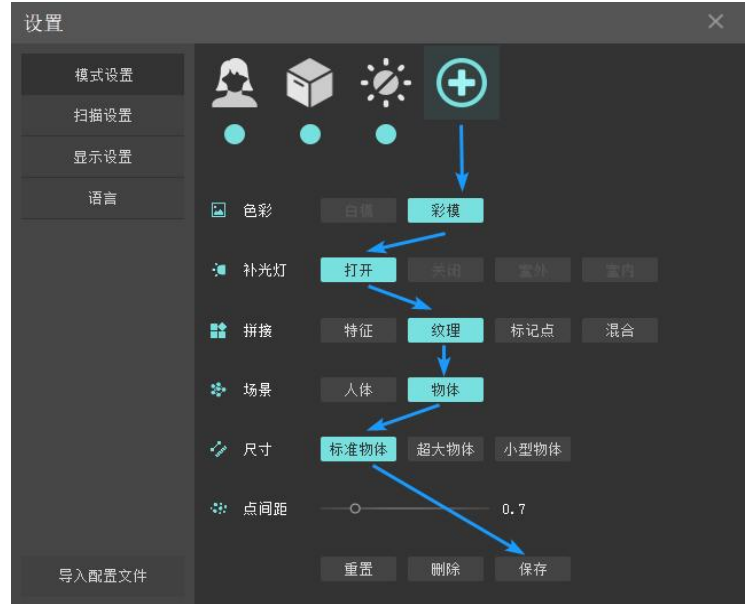 设置
模式设置
扫描设置
显示设置
语言
色彩 白模 彩模
补光灯 打开 关闭 室外 室内
拼接 特征 纹理 标记点 混合
场景 人体 物体
尺寸 标准物体 超大物体 小型物体
点间距 0.7
导入配置文件 重置 删除 保存